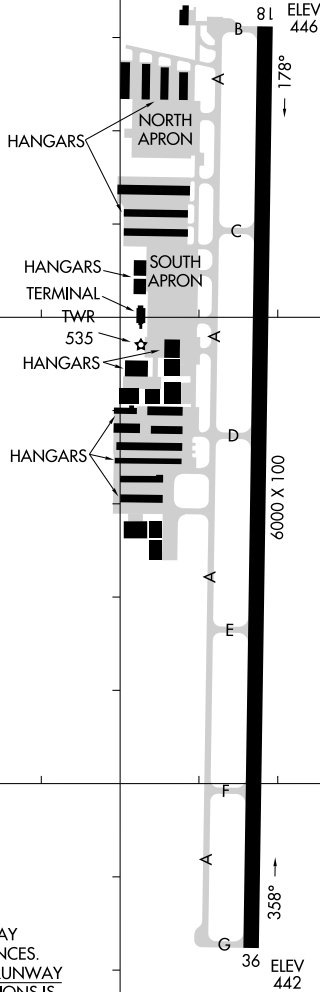 ELEV
446
18
B
178°
A
NORTH
APRON
HANGARS
C
HANGARS
SOUTH
APRON
TERMINAL
TWR
535
A
HANGARS
D
HANGARS
6000 X 100
A
E
F
A
358°
G
36
ELEV
442
AY
NCES.
UNWAY
IONS IS